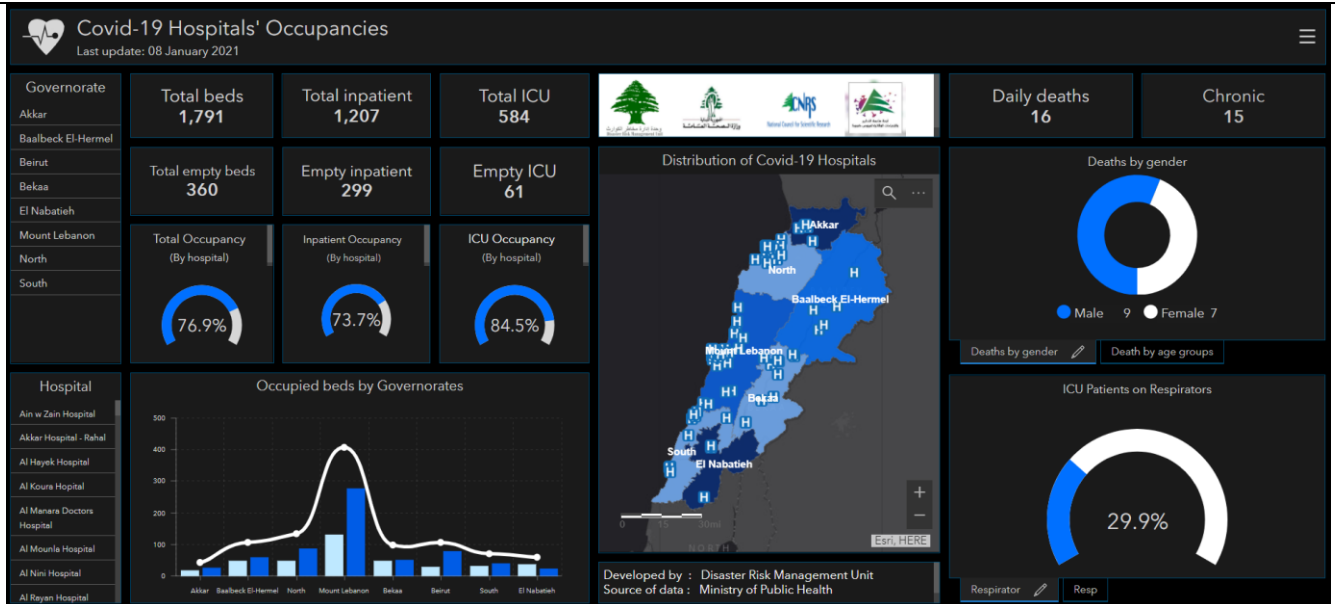 Covid-19 Hospitals' Occupancies
Last update: 08 January 2021
Governorate
Akkar
Baalbeck El-Hermel
Beirut
Bekaa
El Nabatieh
Mount Lebanon
North
South
Total beds
1,791
Total inpatient
1,207
Total ICU
584
Total empty beds
360
Empty inpatient
299
Empty ICU
61
Total Occupancy
(By hospital)
76.9%
Inpatient Occupancy
(By hospital)
73.7%
ICU Occupancy
(By hospital)
84.5%
Hospital
Ain w Zain Hospital
Akkar Hospital - Rahal
Al Hayek Hospital
Al Koura Hopital
Al Manara Doctors
Hospital
Al Mounla Hospital
Al Nini Hospital
Al Rayan Hospital
Occupied beds by Governorates
500
400
300
200
100
0
Akkar Baalbeck El-Hermel North Mount Lebanon Bekaa Beirut South El Nabatieh
CNRS
National Council for Scientific Research
Distribution of Covid-19 Hospitals
Akkar
North
Baalbeck El-Hermel
Mount Lebanon
Bekaa
South
El Nabatieh
0 15 30mi
NORTH
Esri, HERE
Developed by : Disaster Risk Management Unit
Source of data : Ministry of Public Health
Daily deaths
16
Chronic
15
Deaths by gender
Male 9 Female 7
Deaths by gender Death by age groups
ICU Patients on Respirators
29.9%
Respirator Resp